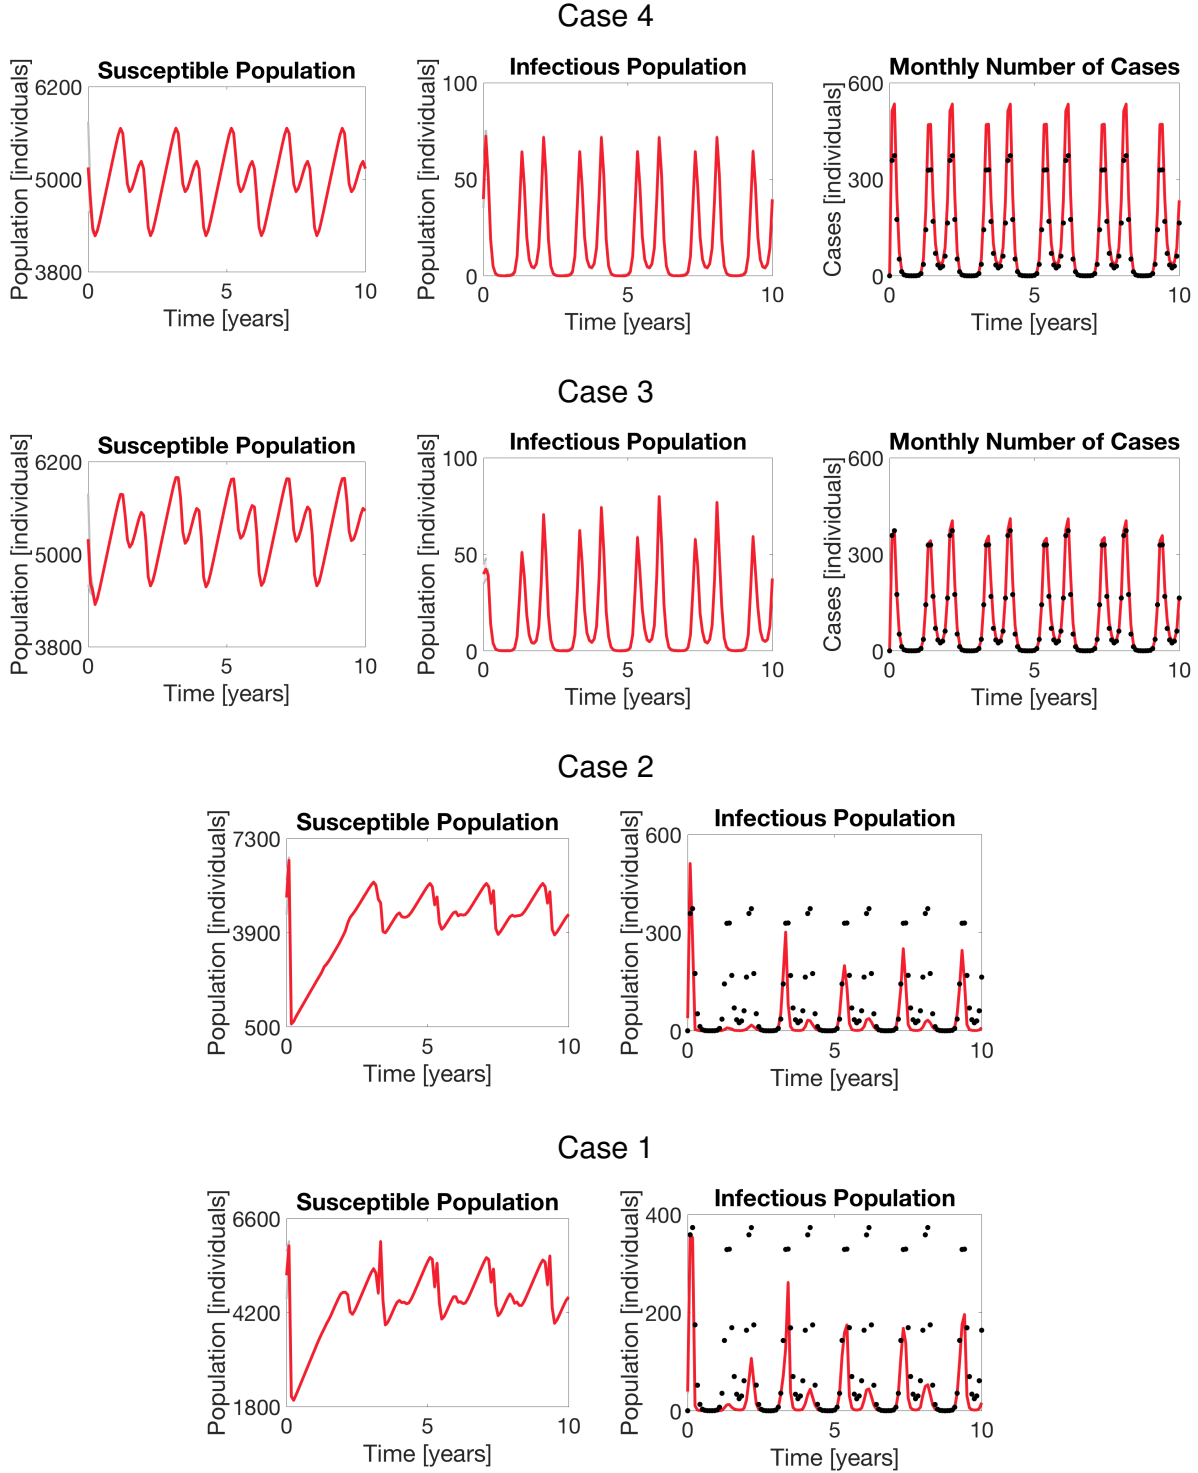 Case 4
Susceptible Population
Population [individuals]
6200
5000
3800
0 5 10
Time [years]
Infectious Population
Population [individuals]
100
50
0
0 5 10
Time [years]
Monthly Number of Cases
Cases [individuals]
600
300
0
0 5 10
Time [years]
Case 3
Susceptible Population
Population [individuals]
6200
5000
3800
0 5 10
Time [years]
Infectious Population
Population [individuals]
100
50
0
0 5 10
Time [years]
Monthly Number of Cases
Cases [individuals]
600
300
0
0 5 10
Time [years]
Case 2
Susceptible Population
Population [individuals]
7300
3900
500
0 5 10
Time [years]
Infectious Population
Population [individuals]
600
300
0
0 5 10
Time [years]
Case 1
Susceptible Population
Population [individuals]
6600
4200
1800
0 5 10
Time [years]
Infectious Population
Population [individuals]
400
200
0
0 5 10
Time [years]